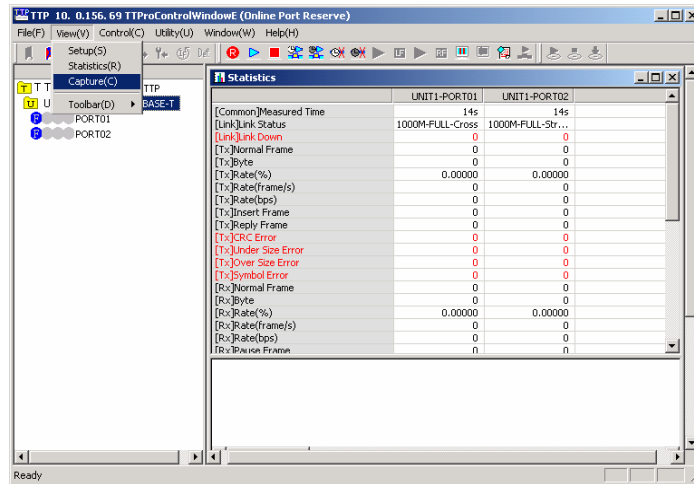 TTP 10. 0.156. 69 TTProControlWindowE (Online Port Reserve)
File(F) View(V) Control(C) Utility(U) Window(W) Help(H)
Setup(S)
Statistics(R)
Capture(C)
Toolbar(D)
T T
TTP
U
BASE-T
PORT01
PORT02
Statistics
UNIT1-PORT01 UNIT1-PORT02
[Common]Measured Time 14s 14s
[Link]Link Status 1000M-FULL-Cross 1000M-FULL-Str...
[Link]Link Down 0 0
[Tx]Normal Frame 0 0
[Tx]Byte 0 0
[Tx]Rate(%) 0.00000 0.00000
[Tx]Rate(frame/s) 0 0
[Tx]Rate(bps) 0 0
[Tx]Insert Frame 0 0
[Tx]Reply Frame 0 0
[Tx]CRC Error 0 0
[Tx]Under Size Error 0 0
[Tx]Over Size Error 0 0
[Tx]Symbol Error 0 0
[Rx]Normal Frame 0 0
[Rx]Byte 0 0
[Rx]Rate(%) 0.00000 0.00000
[Rx]Rate(frame/s) 0 0
[Rx]Rate(bps) 0 0
[Rx]Pause Frame 0 0
Ready